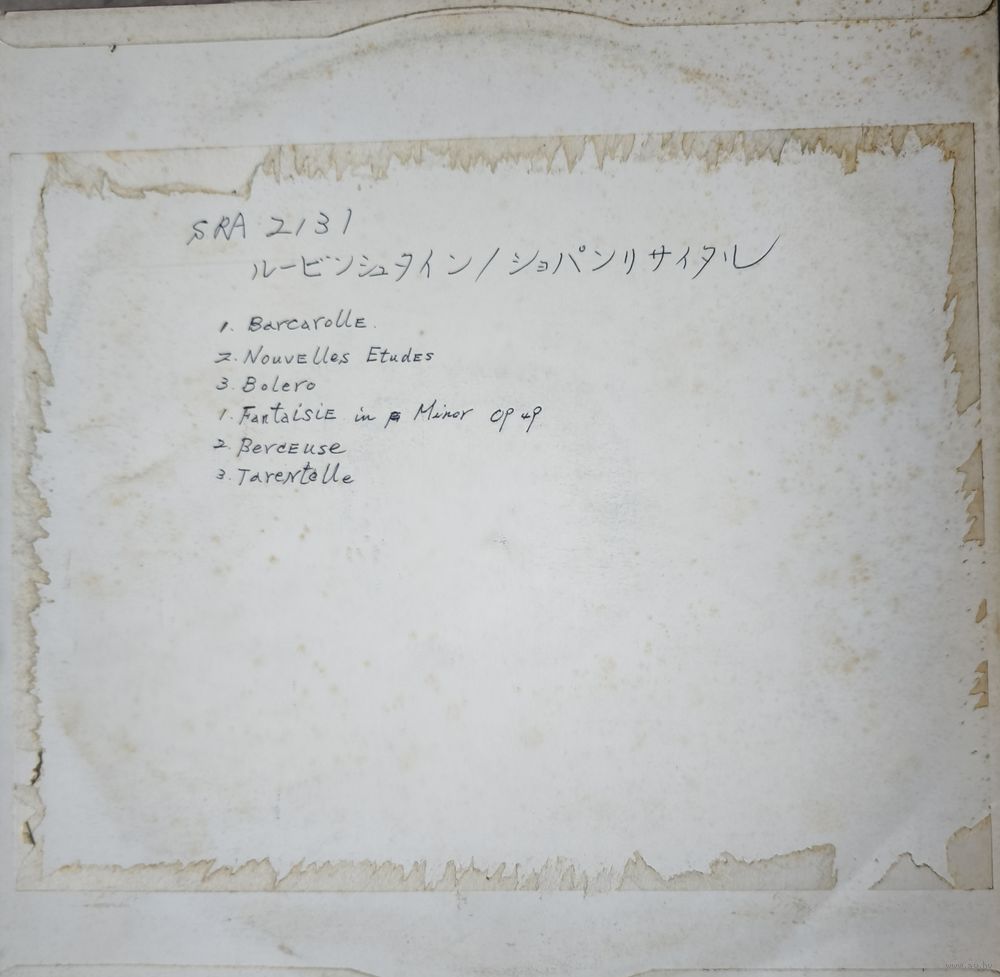 SRA 2131
ルービンシュタイン/ショパンリサイタル
1. Barcarolle.
2. Nouvelles Etudes
3. Bolero
1. Fantaisie in F Minor OP 49
2. Berceuse
3. Tarentelle